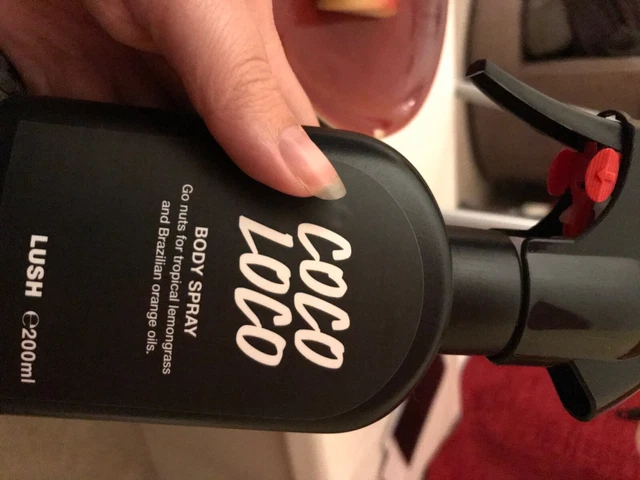 COCO
LOCO
BODY SPRAY
Go nuts for tropical lemongrass
and Brazilian orange oils.
LUSH ℮200ml